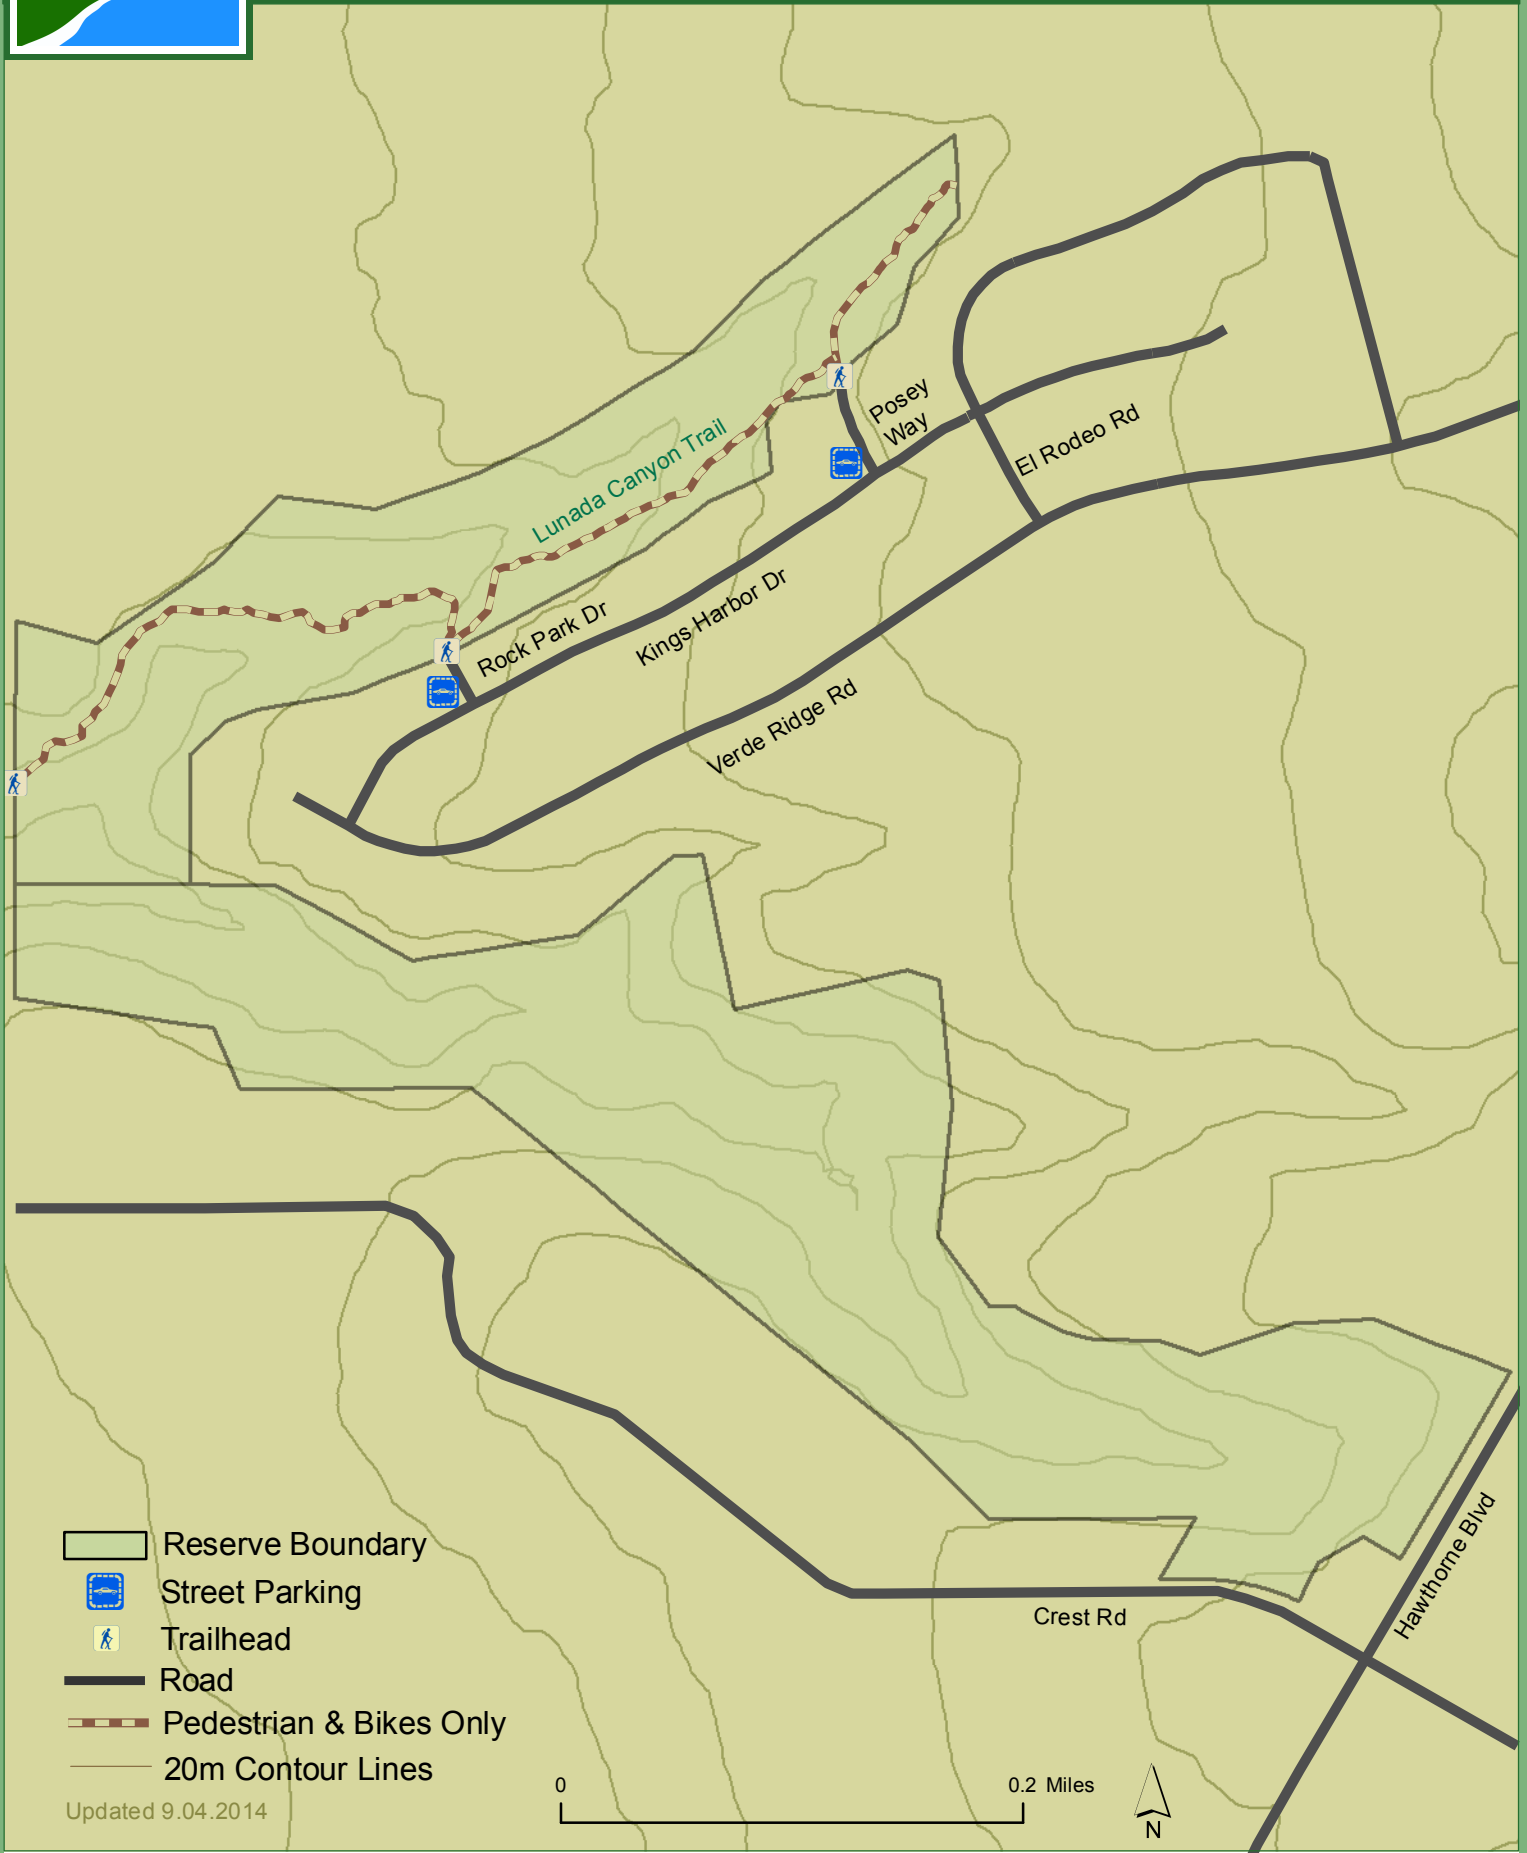 Posey
Way
El Rodeo Rd
Lunada Canyon Trail
Rock Park Dr
Kings Harbor Dr
Verde Ridge Rd
Hawthorne Blvd
Crest Rd
Reserve Boundary
Street Parking
Trailhead
Road
Pedestrian & Bikes Only
20m Contour Lines
Updated 9.04.2014
0
0.2 Miles
N